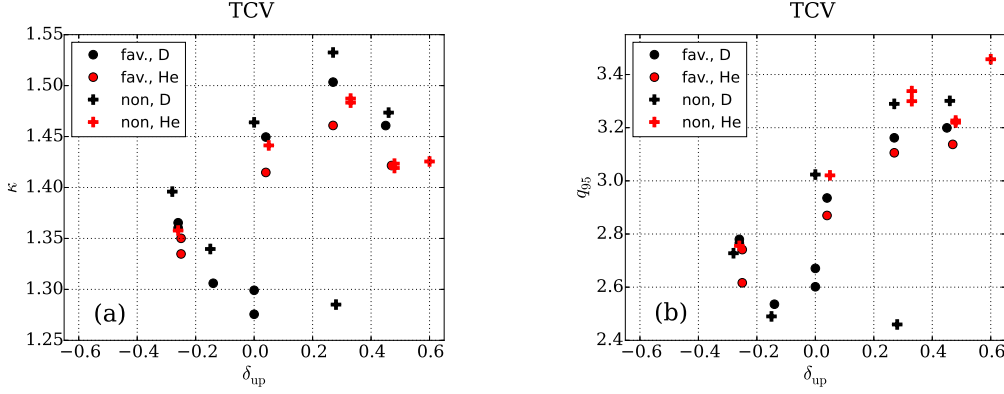 TCV
1.55
1.50
1.45
1.40
1.35
1.30
1.25
κ
fav., D
fav., He
non, D
non, He
(a)
−0.6 −0.4 −0.2 0.0 0.2 0.4 0.6
δup
TCV
3.4
3.2
3.0
2.8
2.6
2.4
q95
fav., D
fav., He
non, D
non, He
(b)
−0.6 −0.4 −0.2 0.0 0.2 0.4 0.6
δup